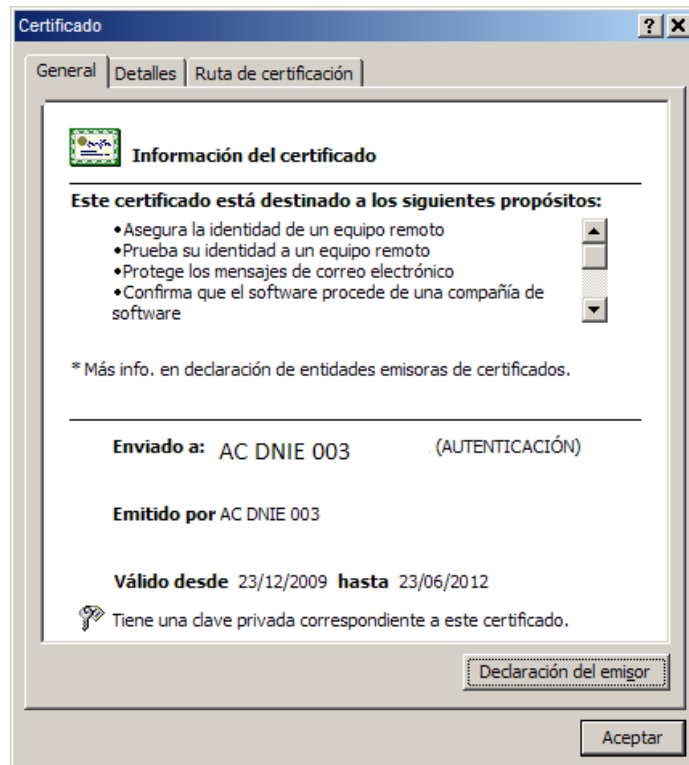 Certificado
General Detalles Ruta de certificación
Información del certificado
Este certificado está destinado a los siguientes propósitos:
•Asegura la identidad de un equipo remoto
•Prueba su identidad a un equipo remoto
•Protege los mensajes de correo electrónico
•Confirma que el software procede de una compañía de
software
* Más info. en declaración de entidades emisoras de certificados.
Enviado a: AC DNIE 003 (AUTENTICACIÓN)
Emitido por AC DNIE 003
Válido desde 23/12/2009 hasta 23/06/2012
Tiene una clave privada correspondiente a este certificado.
Declaración del emisor
Aceptar